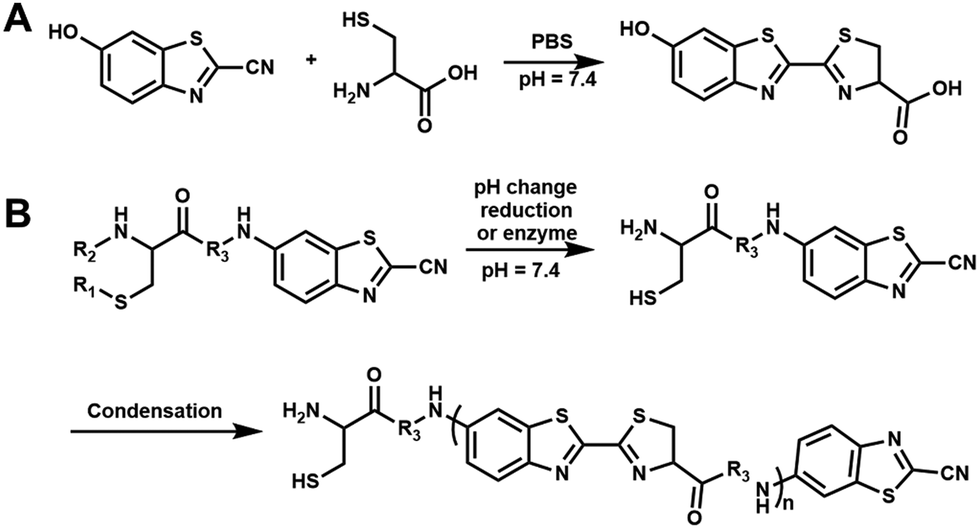 A
HO
S
N
CN
+
HS
H₂N
OH
O
PBS
pH = 7.4
HO
S
N
S
N
OH
O
B
R₂
H
N
O
R₃
H
N
R₁
S
S
N
CN
pH change
reduction
or enzyme
pH = 7.4
H₂N
O
R₃
H
N
HS
S
N
CN
Condensation
H₂N
O
R₃
H
N
HS
(
S
N
S
N
O
R₃
N
H
)n
N
S
CN